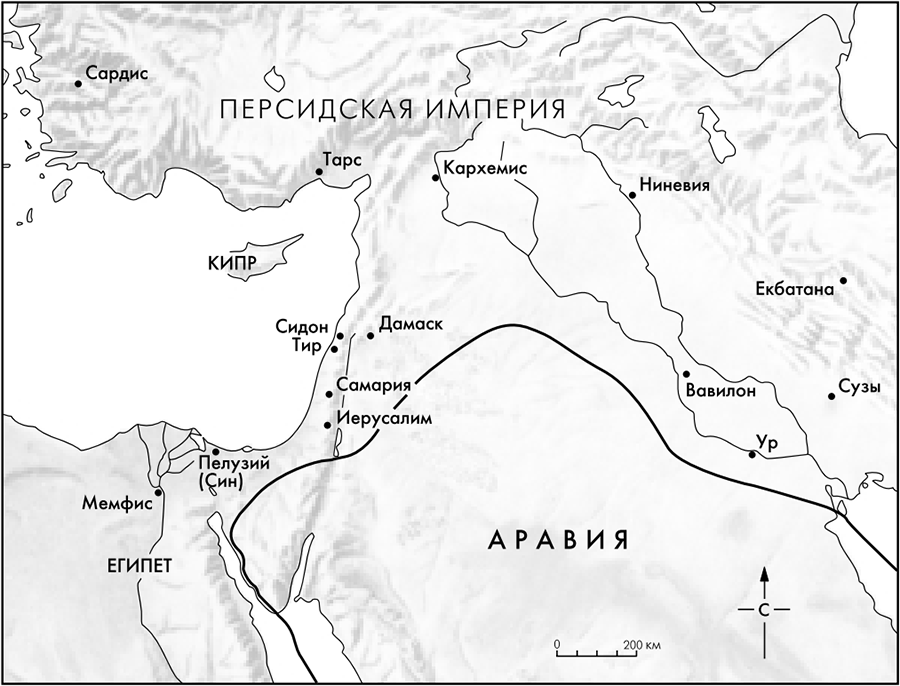 Сардис
ПЕРСИДСКАЯ ИМПЕРИЯ
Тарс
Кархемис
Ниневия
КИПР
Екбатана
Сидон
Дамаск
Тир
Самария
Вавилон
Сузы
Иерусалим
Ур
Пелузий
(Син)
Мемфис
АРАВИЯ
ЕГИПЕТ
С
0 200 км